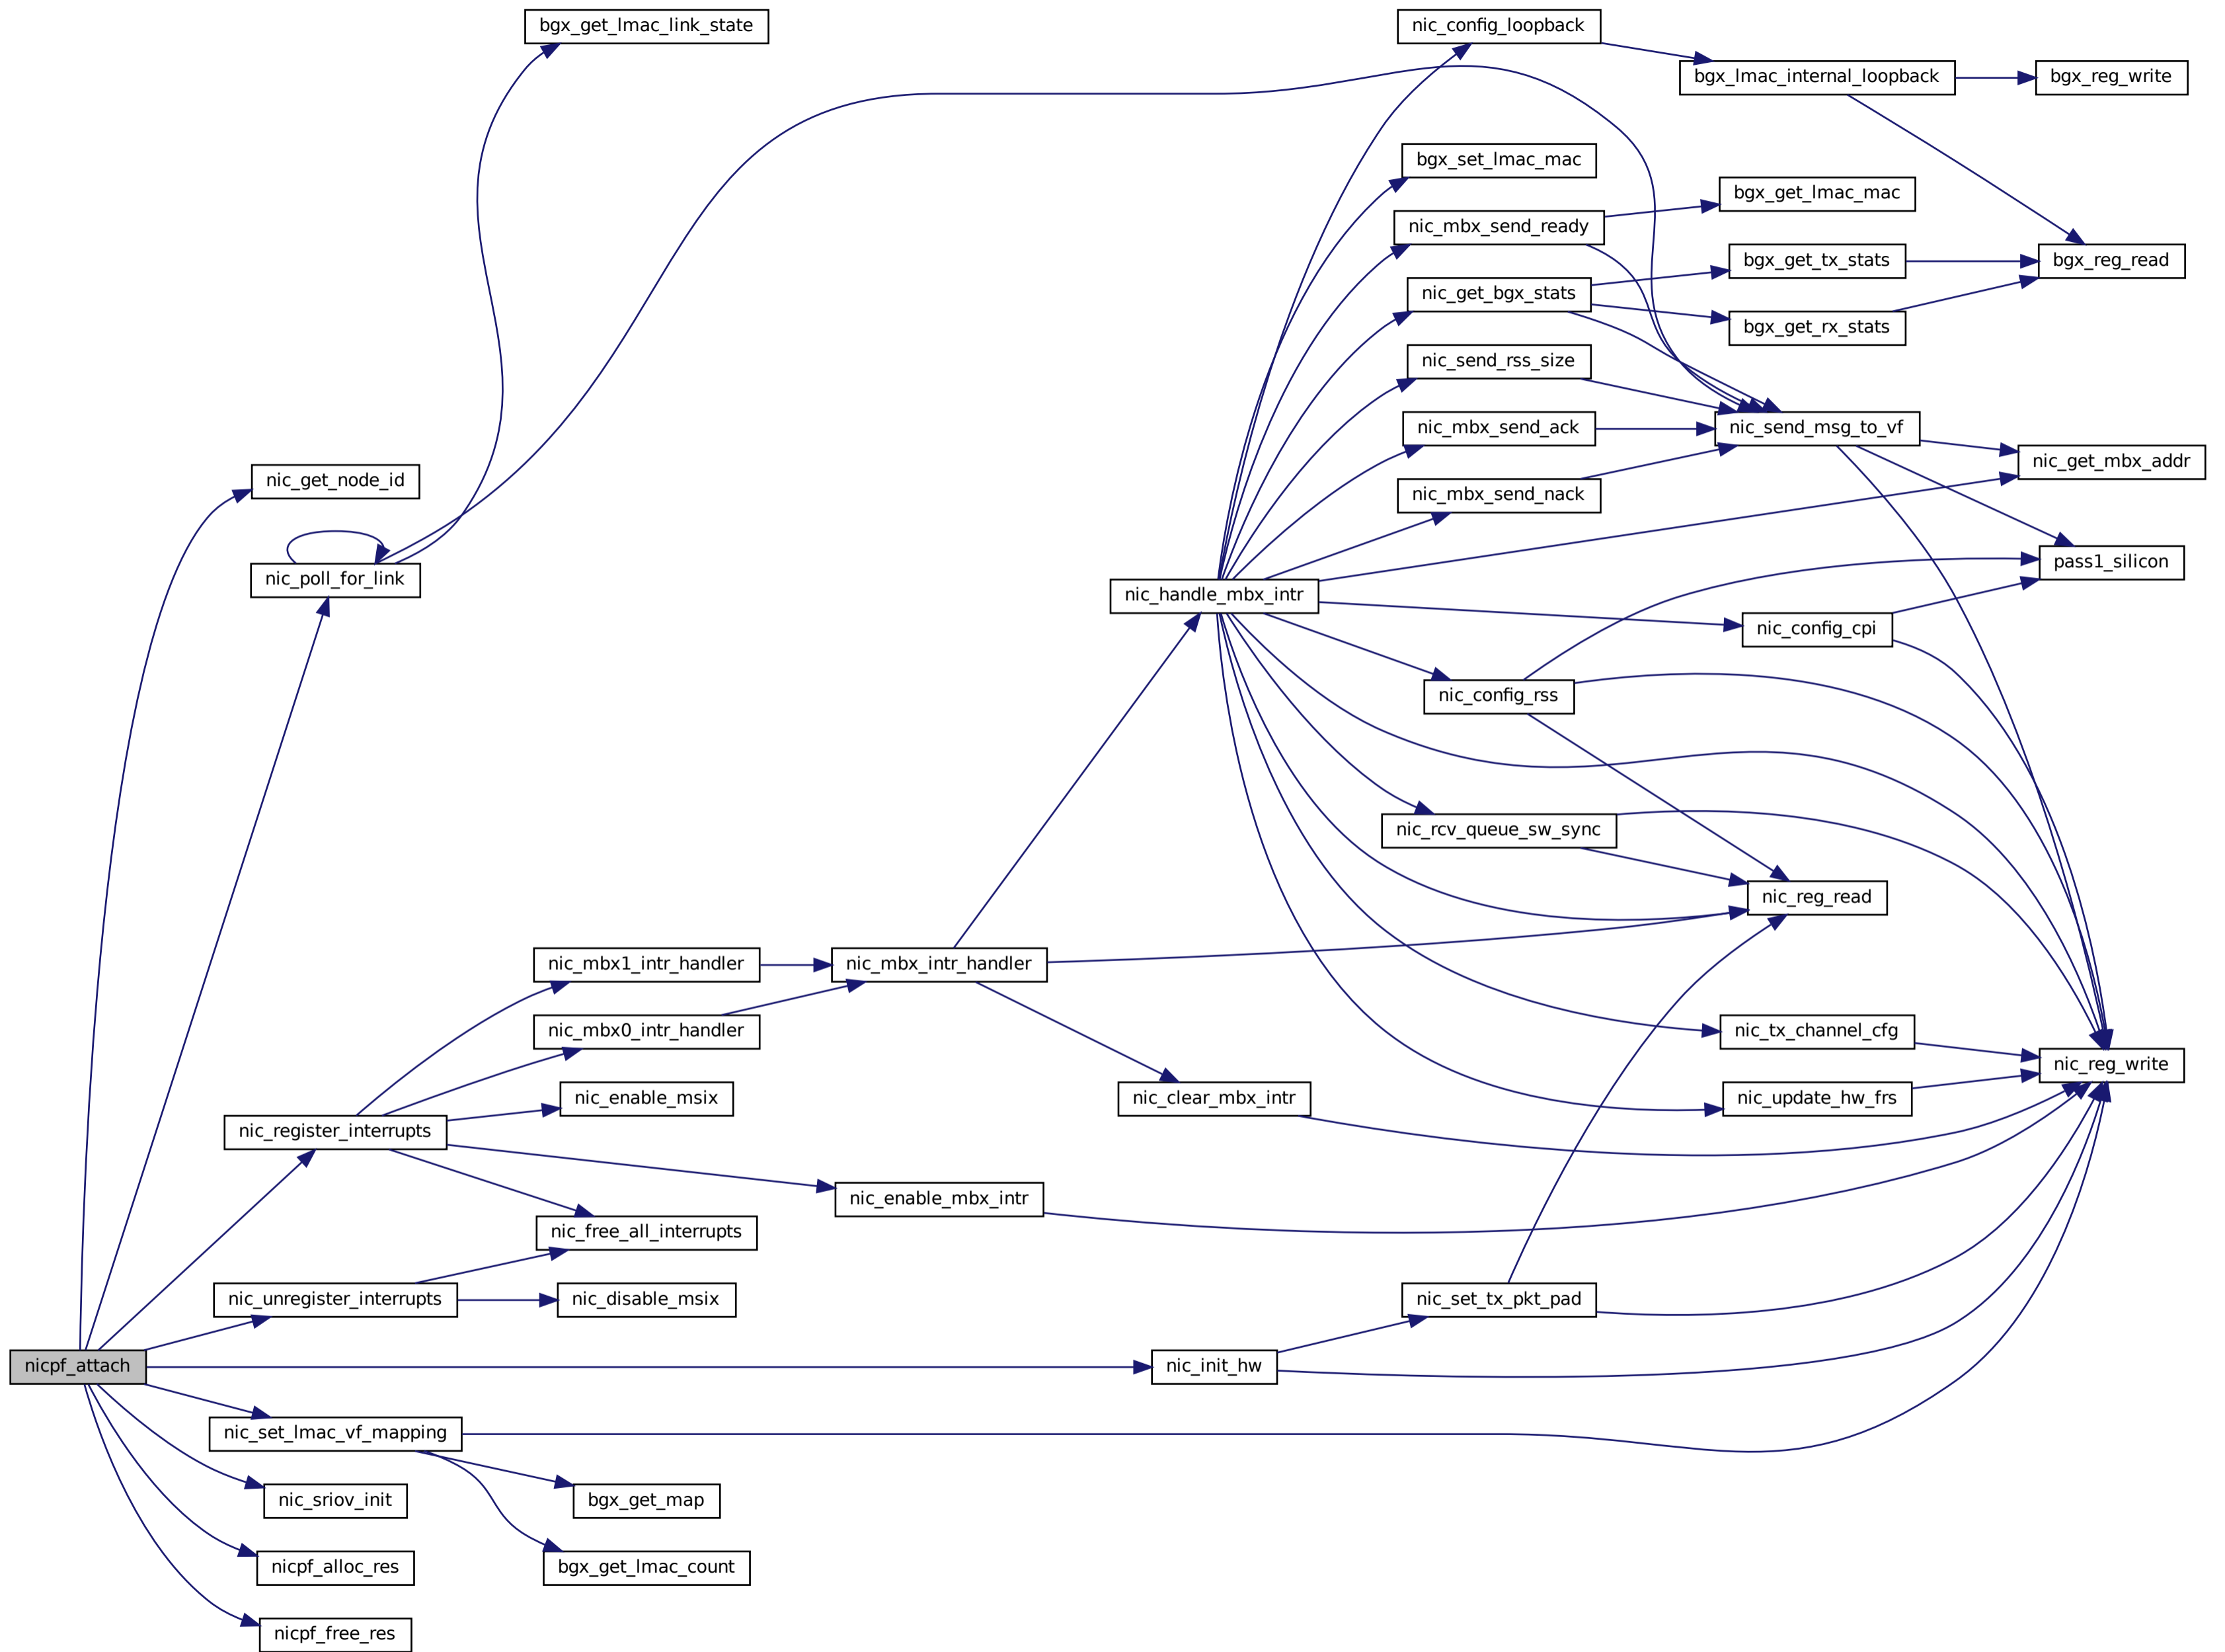 bgx_get_lmac_link_state
nic_config_loopback
bgx_lmac_internal_loopback
bgx_reg_write
bgx_set_lmac_mac
bgx_get_lmac_mac
nic_mbx_send_ready
bgx_get_tx_stats
bgx_reg_read
nic_get_bgx_stats
bgx_get_rx_stats
nic_send_rss_size
nic_mbx_send_ack
nic_send_msg_to_vf
nic_get_mbx_addr
nic_get_node_id
nic_mbx_send_nack
pass1_silicon
nic_poll_for_link
nic_handle_mbx_intr
nic_config_cpi
nic_config_rss
nic_rcv_queue_sw_sync
nic_reg_read
nic_mbx1_intr_handler
nic_mbx_intr_handler
nic_mbx0_intr_handler
nic_tx_channel_cfg
nic_reg_write
nic_enable_msix
nic_clear_mbx_intr
nic_update_hw_frs
nic_register_interrupts
nic_enable_mbx_intr
nic_free_all_interrupts
nic_unregister_interrupts
nic_disable_msix
nic_set_tx_pkt_pad
nicpf_attach
nic_init_hw
nic_set_lmac_vf_mapping
nic_sriov_init
bgx_get_map
nicpf_alloc_res
bgx_get_lmac_count
nicpf_free_res